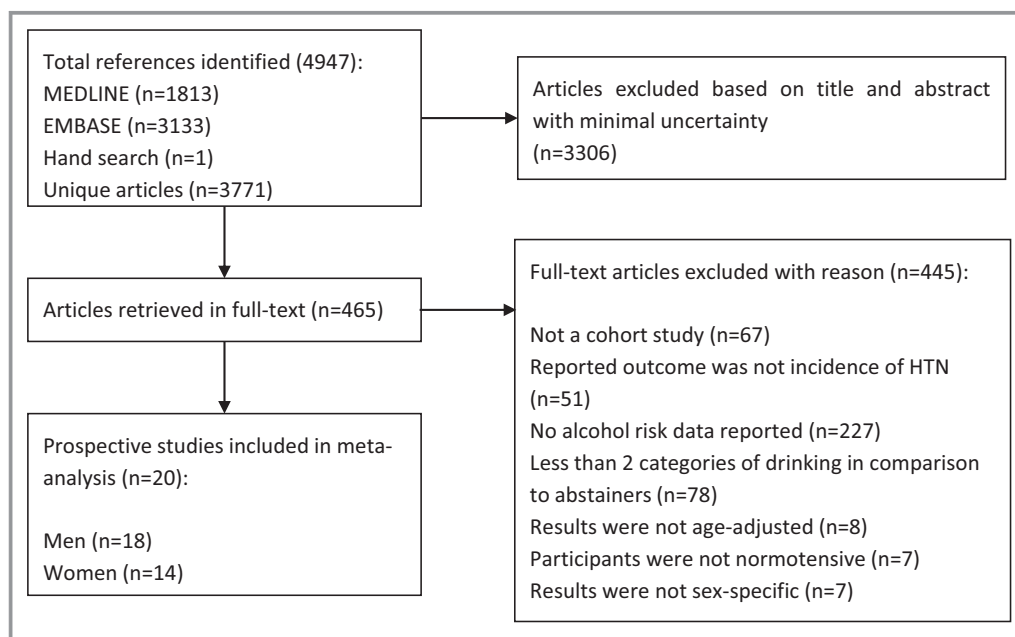 Total references identified (4947):
MEDLINE (n=1813)
EMBASE (n=3133)
Hand search (n=1)
Unique articles (n=3771)
Articles excluded based on title and abstract
with minimal uncertainty
(n=3306)
Articles retrieved in full-text (n=465)
Full-text articles excluded with reason (n=445):
Not a cohort study (n=67)
Reported outcome was not incidence of HTN
(n=51)
No alcohol risk data reported (n=227)
Less than 2 categories of drinking in comparison
to abstainers (n=78)
Results were not age-adjusted (n=8)
Participants were not normotensive (n=7)
Results were not sex-specific (n=7)
Prospective studies included in meta-
analysis (n=20):
Men (n=18)
Women (n=14)